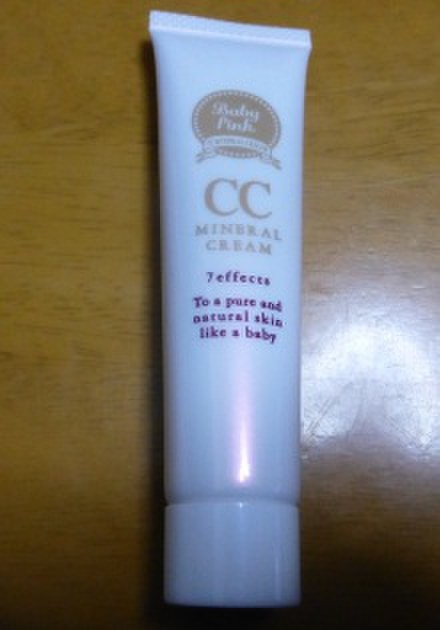 Baby
Pink
CC
MINERAL
CREAM
7effects
To a pure and
natural skin
like a baby